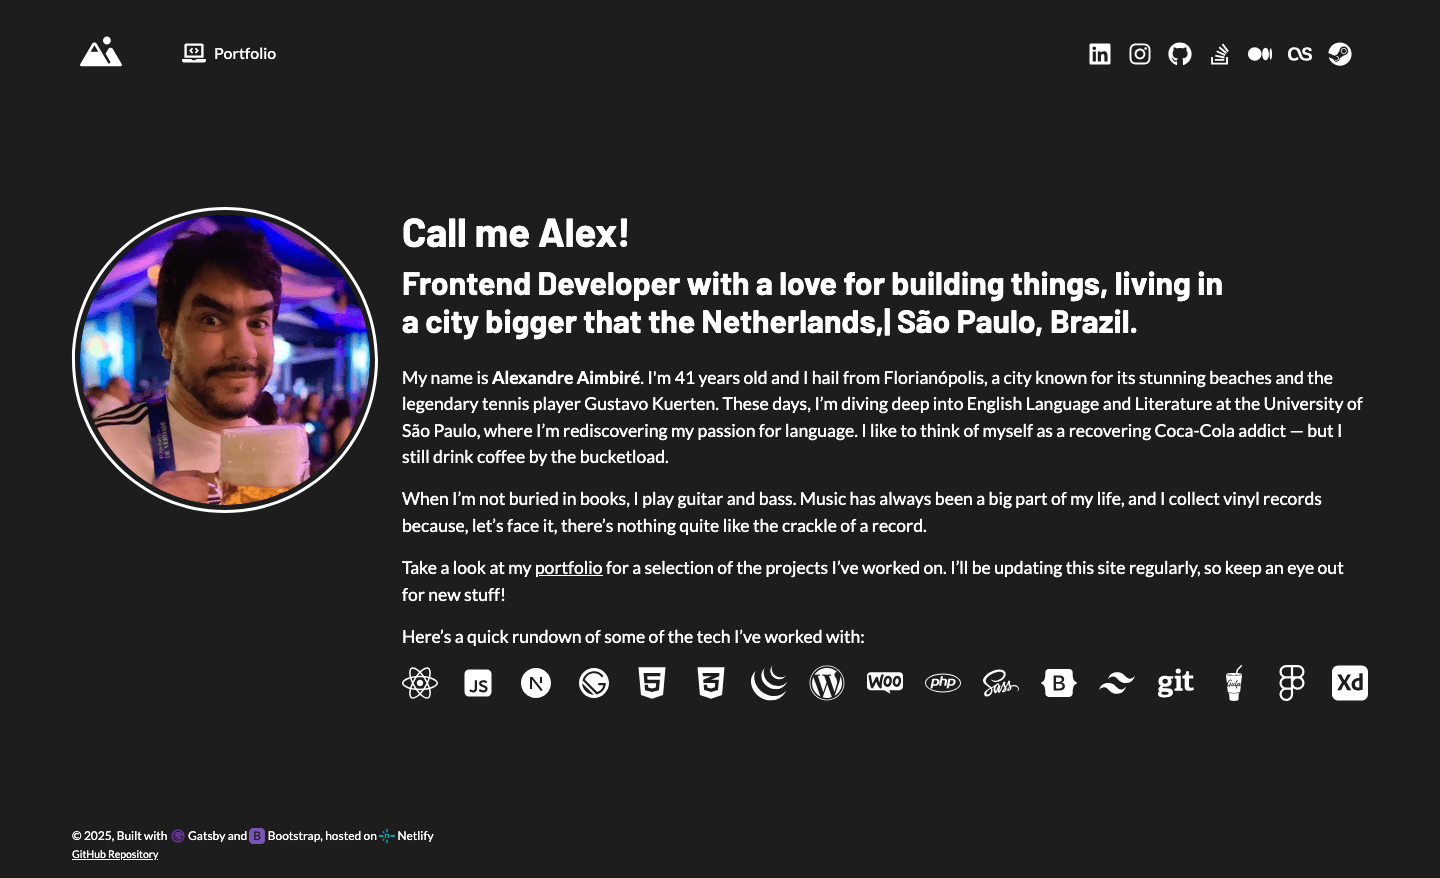 Portfolio
Call me Alex!
Frontend Developer with a love for building things, living in
a city bigger that the Netherlands,| São Paulo, Brazil.
My name is Alexandre Aimbiré. I'm 41 years old and I hail from Florianópolis, a city known for its stunning beaches and the
legendary tennis player Gustavo Kuerten. These days, I’m diving deep into English Language and Literature at the University of
São Paulo, where I’m rediscovering my passion for language. I like to think of myself as a recovering Coca-Cola addict — but I
still drink coffee by the bucketload.
When I’m not buried in books, I play guitar and bass. Music has always been a big part of my life, and I collect vinyl records
because, let’s face it, there’s nothing quite like the crackle of a record.
Take a look at my portfolio for a selection of the projects I’ve worked on. I’ll be updating this site regularly, so keep an eye out
for new stuff!
Here’s a quick rundown of some of the tech I’ve worked with:
JS N 5 3 W WOO php Sass B git Gulp Xd
© 2025, Built with Gatsby and B Bootstrap, hosted on Netlify
GitHub Repository